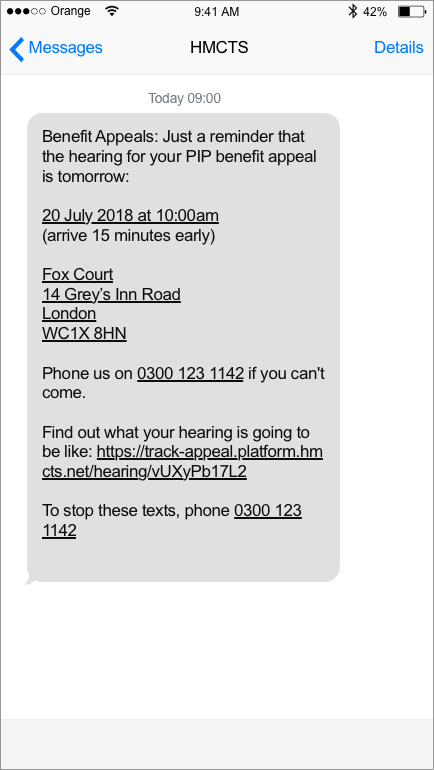 Orange 9:41 AM 42%
Messages HMCTS Details
Today 09:00
Benefit Appeals: Just a reminder that
the hearing for your PIP benefit appeal
is tomorrow:
20 July 2018 at 10:00am
(arrive 15 minutes early)
Fox Court
14 Grey’s Inn Road
London
WC1X 8HN
Phone us on 0300 123 1142 if you can't
come.
Find out what your hearing is going to
be like: https://track-appeal.platform.hm
cts.net/hearing/vUXyPb17L2
To stop these texts, phone 0300 123
1142